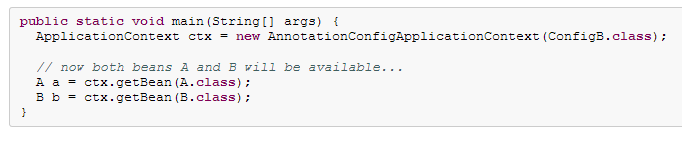 public static void main(String[] args) {
  ApplicationContext ctx = new AnnotationConfigApplicationContext(ConfigB.class);

  // now both beans A and B will be available...
  A a = ctx.getBean(A.class);
  B b = ctx.getBean(B.class);
}